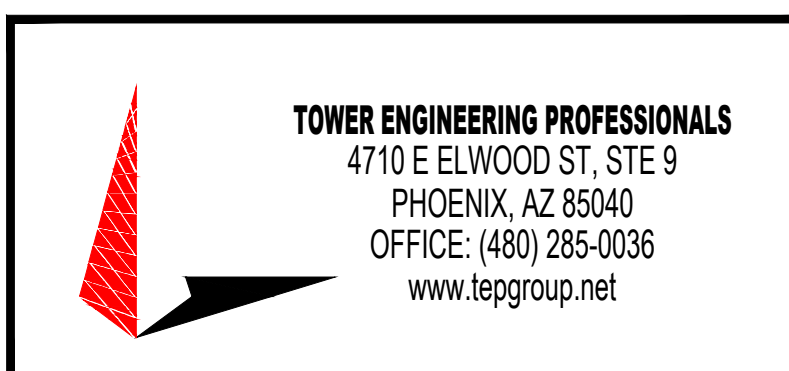 TOWER ENGINEERING PROFESSIONALS
4710 E ELWOOD ST, STE 9
PHOENIX, AZ 85040
OFFICE: (480) 285-0036
www.tepgroup.net